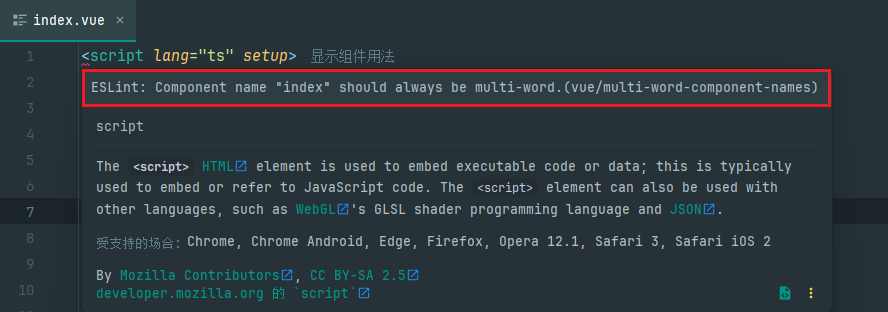 index.vue ×
1 <script lang="ts" setup> 显示组件用法
2 ESLint: Component name "index" should always be multi-word.(vue/multi-word-component-names)
3
4 script
5 The <script> HTML element is used to embed executable code or data; this is typically
6 used to embed or refer to JavaScript code. The <script> element can also be used with
7 other languages, such as WebGL's GLSL shader programming language and JSON.
8 受支持的场合: Chrome, Chrome Android, Edge, Firefox, Opera 12.1, Safari 3, Safari iOS 2
9 By Mozilla Contributors, CC BY-SA 2.5
10 developer.mozilla.org 的 `script`